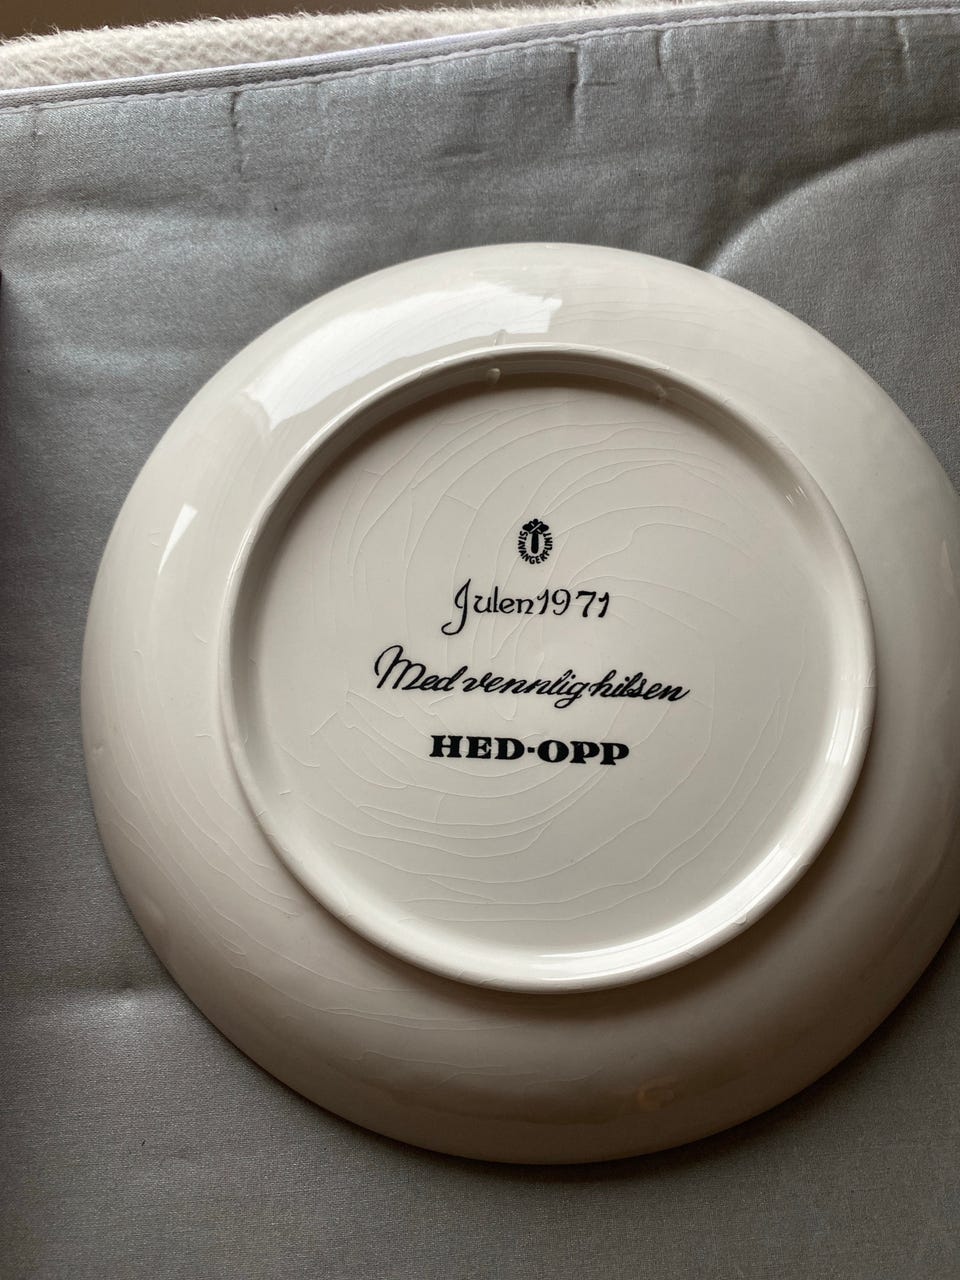 STAVANGERFLINT
Julen 1971
Med vennlig hilsen
HED-OPP